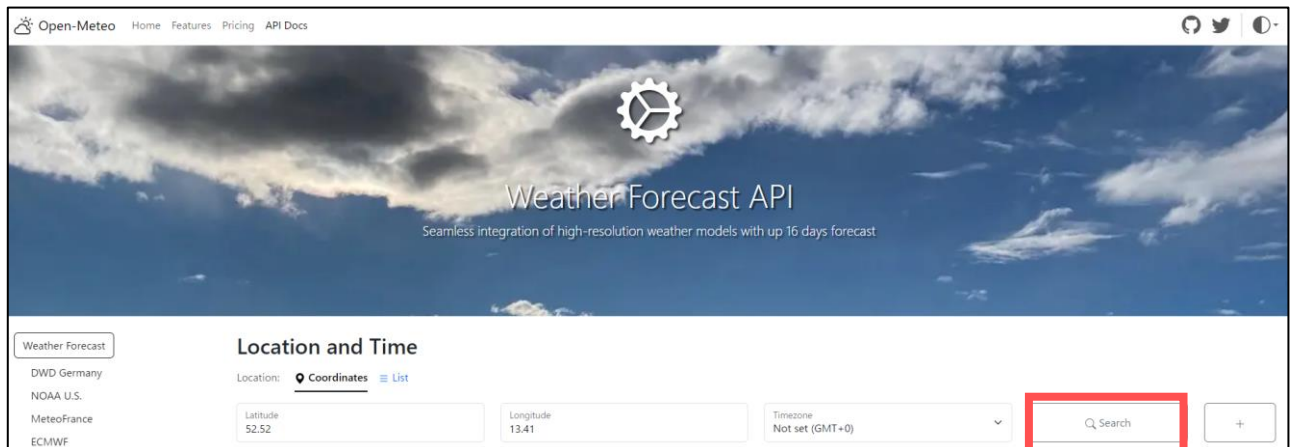 Open-Meteo Home Features Pricing API Docs
Weather Forecast API
Seamless integration of high-resolution weather models with up 16 days forecast
Weather Forecast
DWD Germany
NOAA U.S.
MeteoFrance
ECMWF
Location and Time
Location: Coordinates List
Latitude
52.52
Longitude
13.41
Timezone
Not set (GMT+0)
Search
+